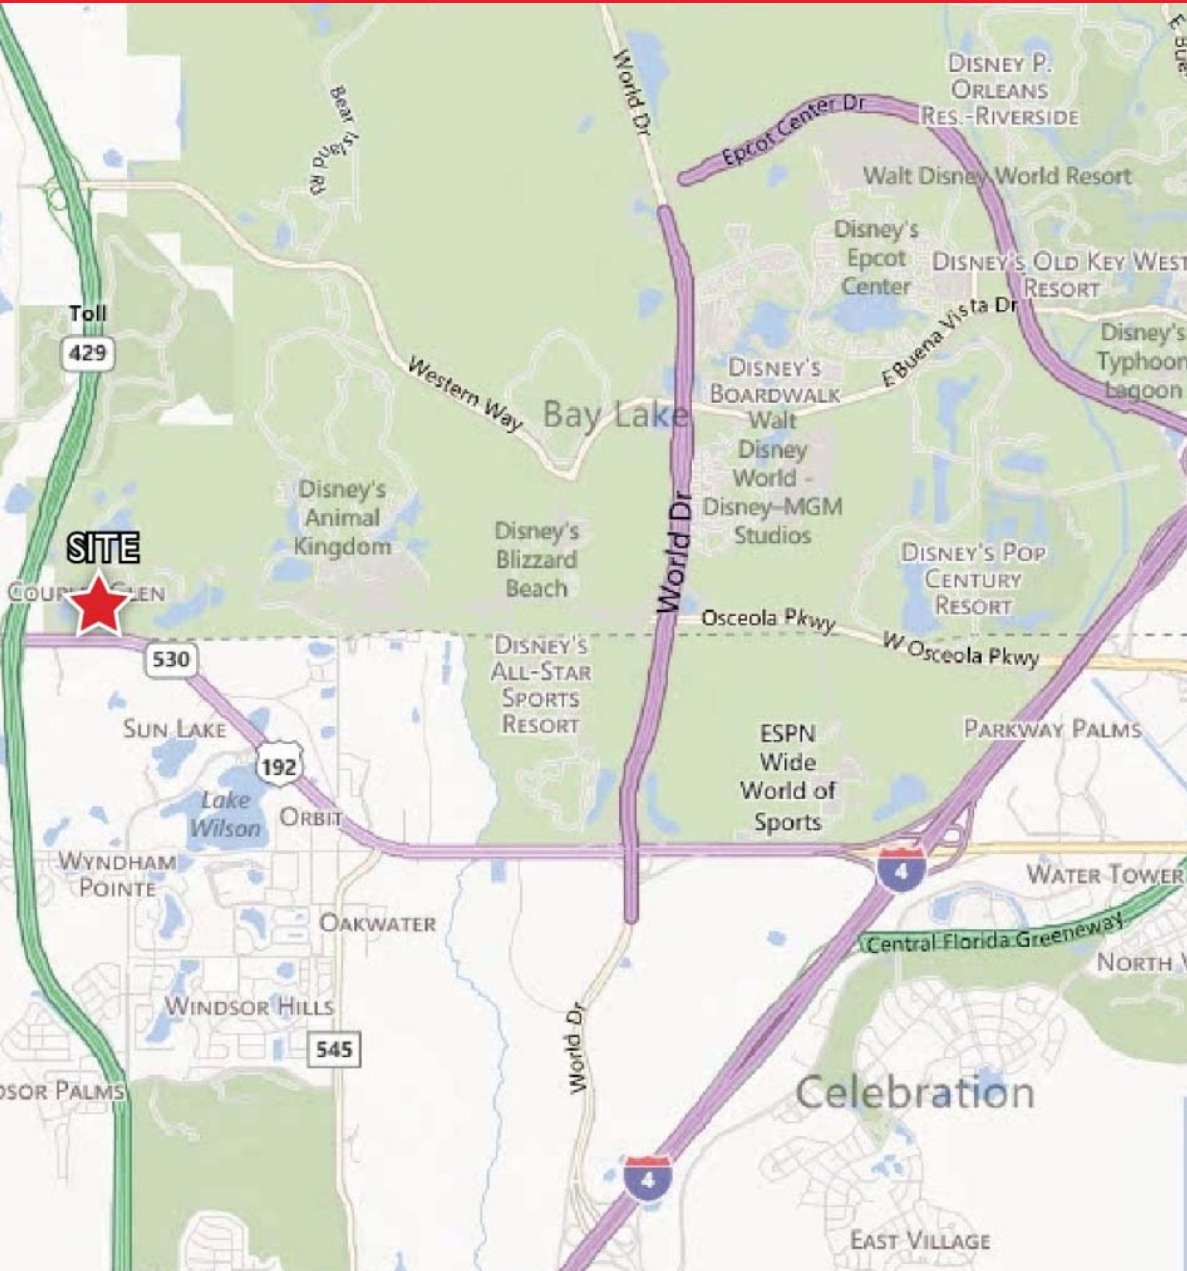 World Dr
Bear Island Rd
Epcot Center Dr
DISNEY P.
ORLEANS
RES.-RIVERSIDE
Walt Disney World Resort
Disney's
Epcot
Center
DISNEY'S OLD KEY WEST
RESORT
E Buena Vista Dr
Toll
429
Disney's
Typhoon
Lagoon
Western Way
Bay Lake
DISNEY'S
BOARDWALK
Walt
Disney
World -
Disney-MGM
Studios
Disney's
Animal
Kingdom
Disney's
Blizzard
Beach
World Dr
DISNEY'S POP
CENTURY
RESORT
SITE
GLEN
Osceola Pkwy
W Osceola Pkwy
530
DISNEY'S
ALL-STAR
SPORTS
RESORT
SUN LAKE
192
ESPN
Wide
World of
Sports
PARKWAY PALMS
Lake
Wilson
ORBIT
WYNDHAM
POINTE
4
WATER TOWER
OAKWATER
Central Florida Greeneway
NORTH
WINDSOR HILLS
545
World Dr
DSOR PALMS
Celebration
4
EAST VILLAGE